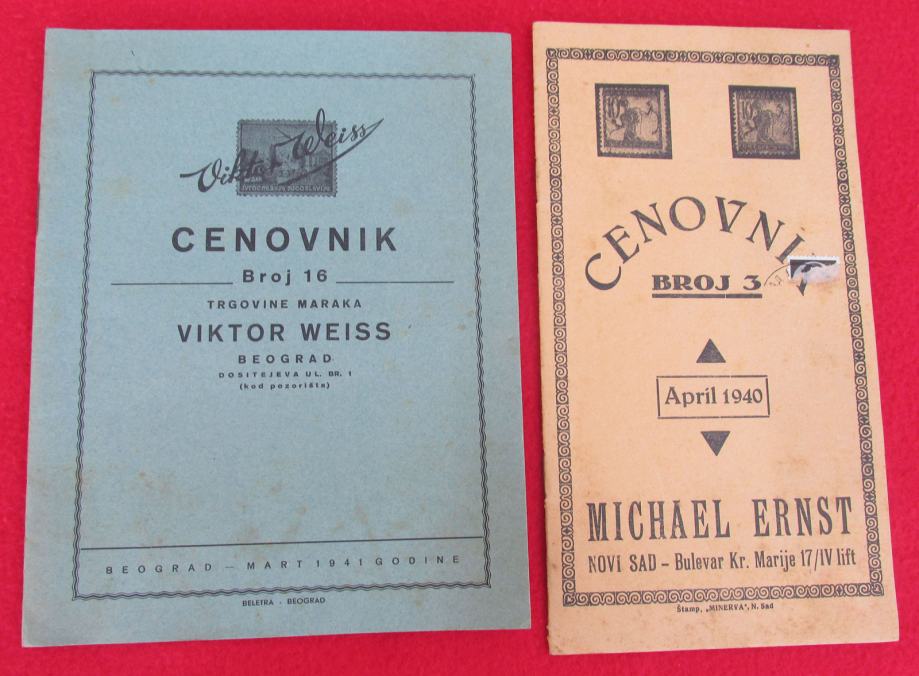 Viktor Weiss
CENOVNIK
Broj 16
TRGOVINE MARAKA
VIKTOR WEISS
BEOGRAD
DOSITEJEVA UL. BR. 1
(kod pozorišta)
BEOGRAD — MART 1941 GODINE
BELETRA - BEOGRAD
CENOVNIK
BROJ 3
April 1940
MICHAEL ERNST
NOVI SAD – Bulevar Kr. Marije 17/IV lift
Štamp. „MINERVA", N. Sad